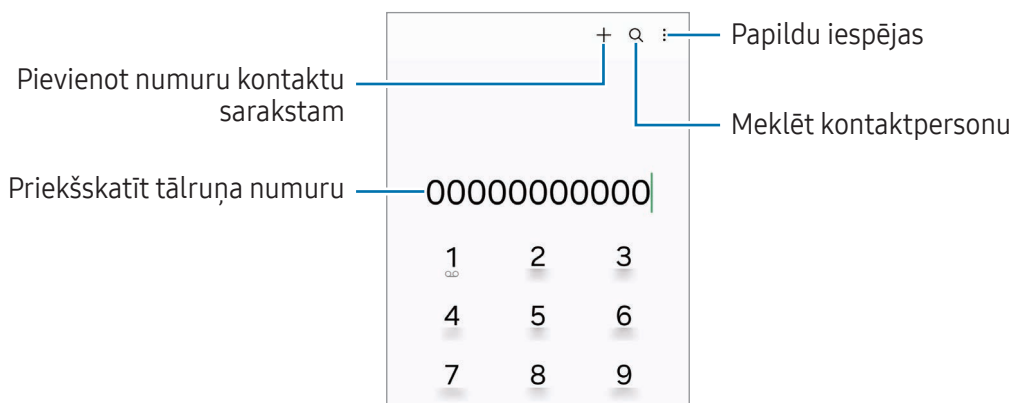 Papildu iespējas
Pievienot numuru kontaktu
sarakstam
Meklēt kontaktpersonu
Priekšskatīt tālruņa numuru
00000000000
1 2 3
4 5 6
7 8 9